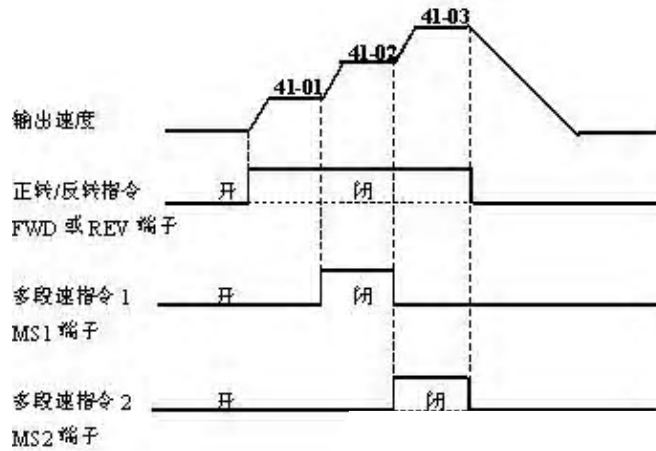 41-03
41-02
41-01
输出速度
正转/反转指令 开 闭
FWD 或 REV 端子
多段速指令 1 开 闭
MS1 端子
多段速指令 2 开 闭
MS2 端子